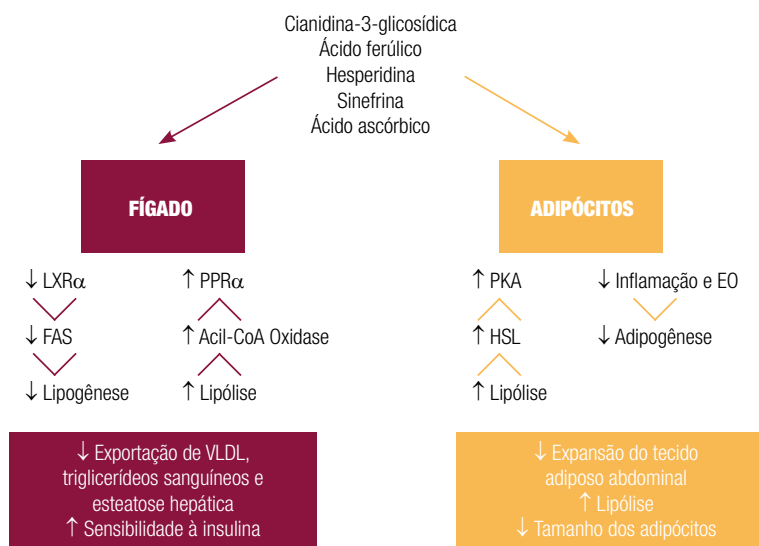 Cianidina-3-glicosídica
Ácido ferúlico
Hesperidina
Sinefrina
Ácido ascórbico
FÍGADO
↓ LXRα
↓ FAS
↓ Lipogênese
↑ PPRα
↑ Acil-CoA Oxidase
↑ Lipólise
↓ Exportação de VLDL,
triglicerídeos sanguíneos e
esteatose hepática
↑ Sensibilidade à insulina
ADIPÓCITOS
↑ PKA
↑ HSL
↑ Lipólise
↓ Inflamação e EO
↓ Adipogênese
↓ Expansão do tecido
adiposo abdominal
↑ Lipólise
↓ Tamanho dos adipócitos